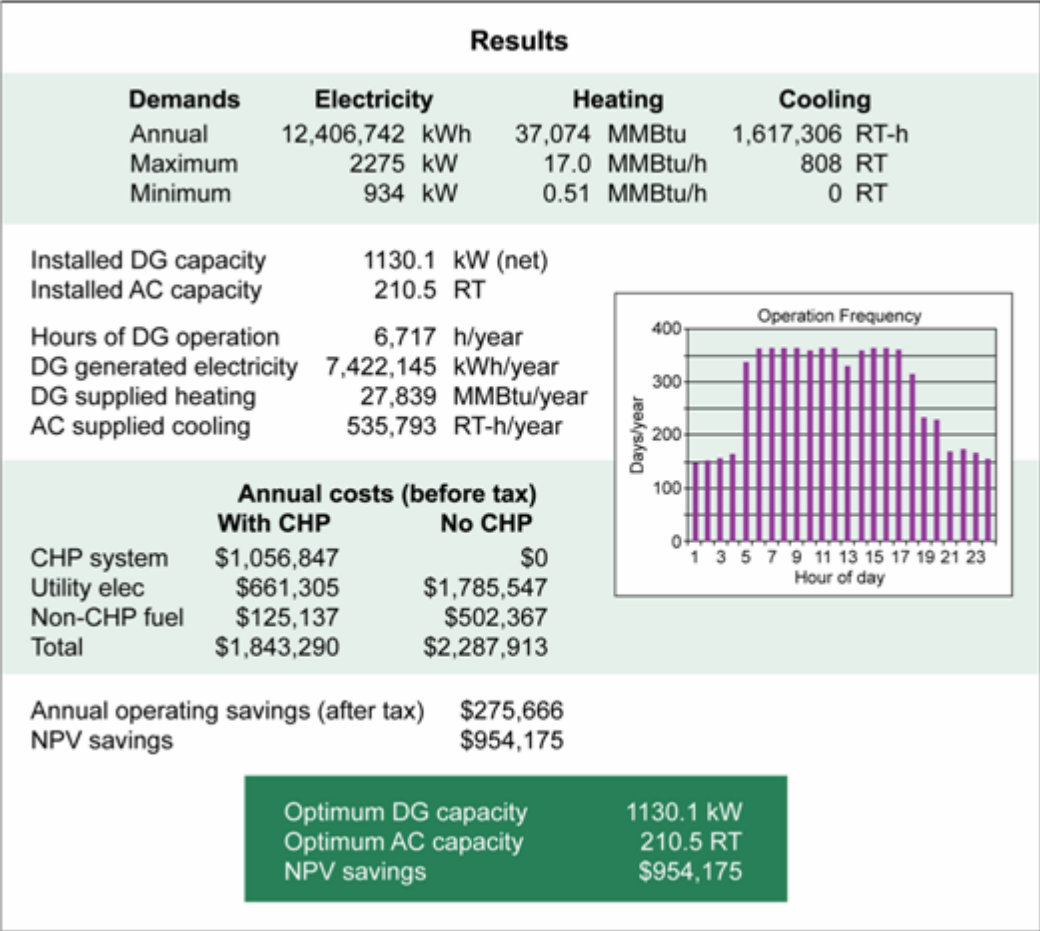 Results
Demands Electricity Heating Cooling
Annual 12,406,742 kWh 37,074 MMBtu 1,617,306 RT-h
Maximum 2275 kW 17.0 MMBtu/h 808 RT
Minimum 934 kW 0.51 MMBtu/h 0 RT
Installed DG capacity 1130.1 kW (net)
Installed AC capacity 210.5 RT
Hours of DG operation 6,717 h/year
DG generated electricity 7,422,145 kWh/year
DG supplied heating 27,839 MMBtu/year
AC supplied cooling 535,793 RT-h/year
Operation Frequency
400
300
200
100
0
Days/year
1 3 5 7 9 11 13 15 17 19 21 23
Hour of day
Annual costs (before tax)
With CHP No CHP
CHP system $1,056,847 $0
Utility elec $661,305 $1,785,547
Non-CHP fuel $125,137 $502,367
Total $1,843,290 $2,287,913
Annual operating savings (after tax) $275,666
NPV savings $954,175
Optimum DG capacity 1130.1 kW
Optimum AC capacity 210.5 RT
NPV savings $954,175